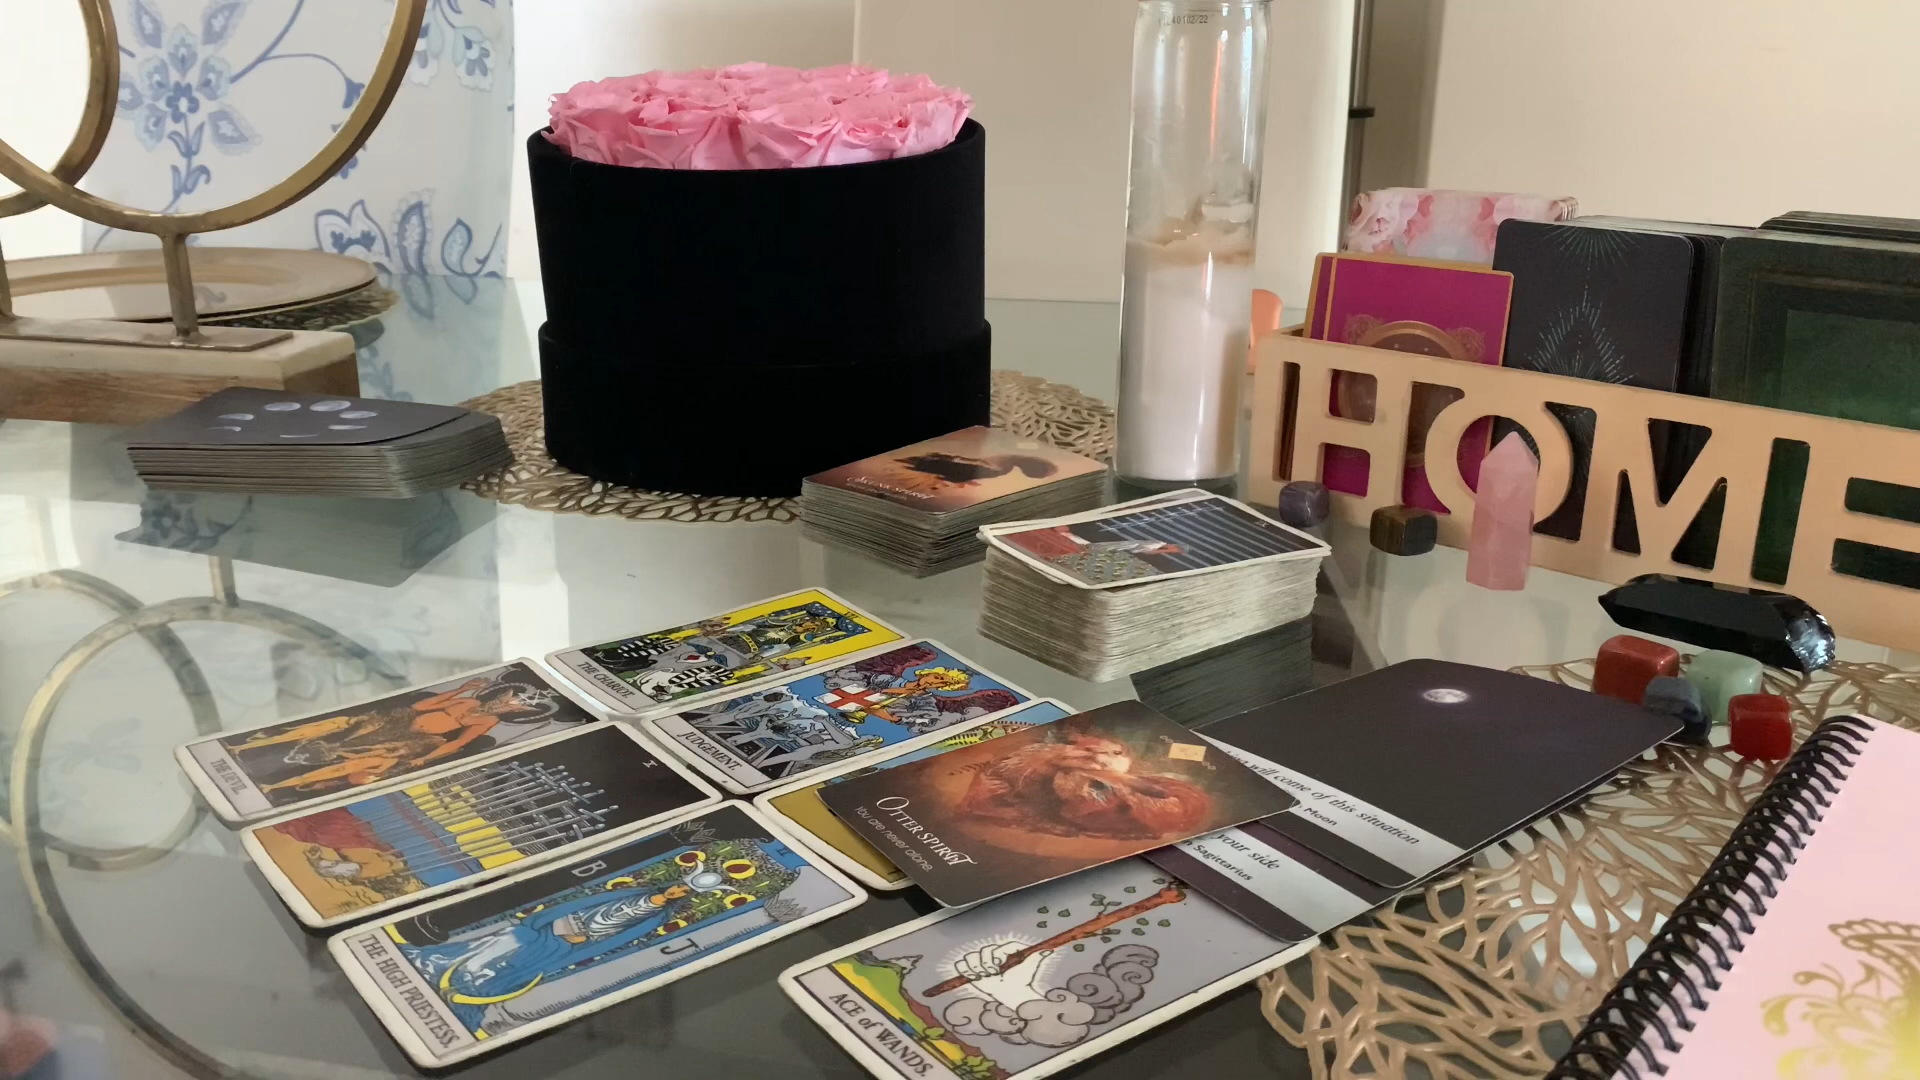 HOME
THE CHARIOT.
JUDGEMENT.
THE DEVIL.
X
B
J
THE HIGH PRIESTESS.
OTTER SPIRIT
You are never alone.
will come of this situation
Moon
your side
n Sagittarius
ACE of WANDS.